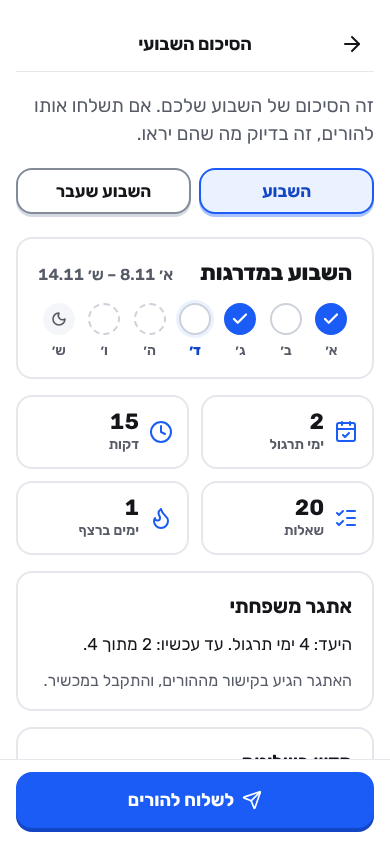 הסיכום השבועי
זה הסיכום של השבוע שלכם. אם תשלחו אותו
להורים, זה בדיוק מה שהם יראו.
השבוע
השבוע שעבר
השבוע במדרגות
א׳ 8.11 – ש׳ 14.11
א׳ ב׳ ג׳ ד׳ ה׳ ו׳ ש׳
2
ימי תרגול
15
דקות
20
שאלות
1
ימים ברצף
אתגר משפחתי
היעד: 4 ימי תרגול. עד עכשיו: 2 מתוך 4.
האתגר הגיע בקישור מההורים, והתקבל במכשיר.
לשלוח להורים